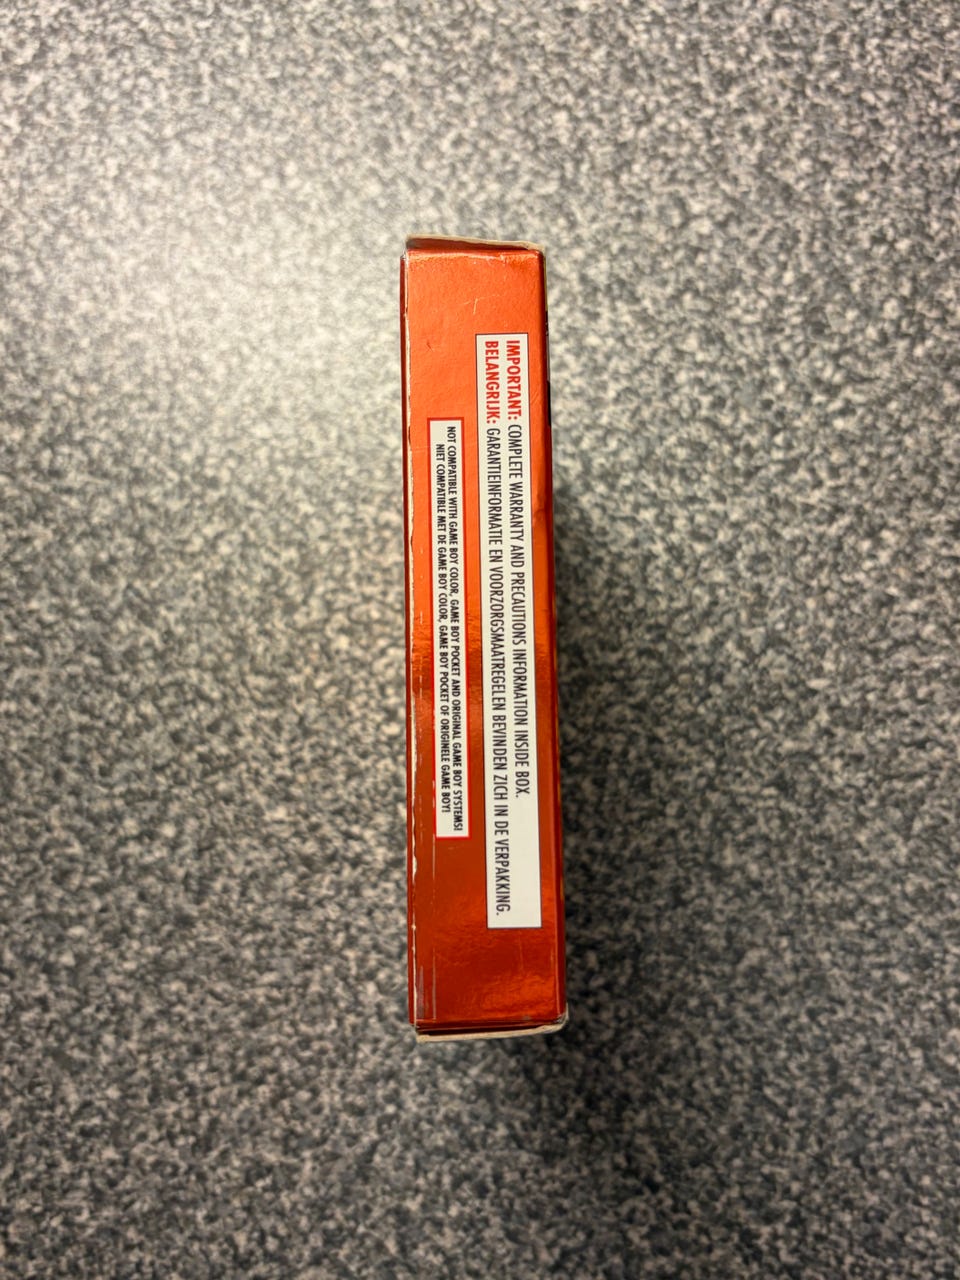 IMPORTANT: COMPLETE WARRANTY AND PRECAUTIONS INFORMATION INSIDE BOX.
BELANGRIJK: GARANTIEINFORMATIE EN VOORZORGSMAATREGELEN BEVINDEN ZICH IN DE VERPAKKING.
NOT COMPATIBLE WITH GAME BOY COLOR, GAME BOY POCKET AND ORIGINAL GAME BOY SYSTEMS!
NIET COMPATIBLE MET DE GAME BOY COLOR, GAME BOY POCKET OF ORIGINELE GAME BOY!